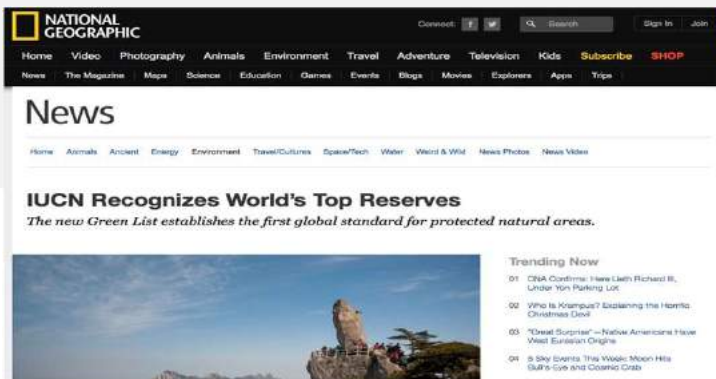 NATIONAL
GEOGRAPHIC
Connect:
Search
Sign In Join
Home Video Photography Animals Environment Travel Adventure Television Kids Subscribe SHOP
News The Magazine Maps Science Education Games Events Blogs Movies Explorers Apps Trips
News
Home Animals Ancient Energy Environment Travel/Cultures Space/Tech Water Weird & Wild News Photos News Video
IUCN Recognizes World's Top Reserves
The new Green List establishes the first global standard for protected natural areas.
Trending Now
01 DNA Confirms: Here Lieth Richard III,
Under Yon Parking Lot
02 Who Is Krampus? Explaining the Horrific
Christmas Devil
03 "Great Surprise"—Native Americans Have
West Eurasian Origins
04 Sky Events This Week: Moon Hits
Bull's-Eye and Cosmic Crab